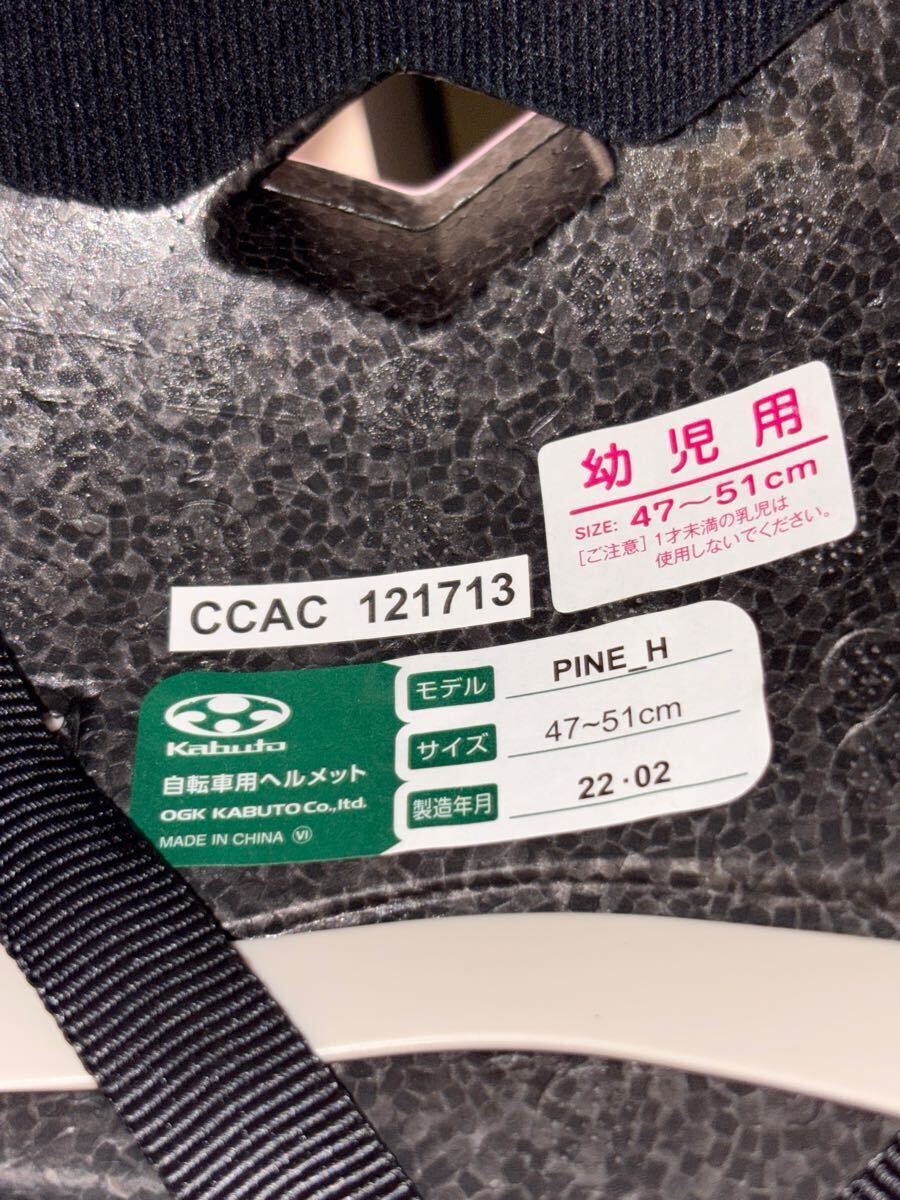 幼児用
SIZE: 47～51cm
[ご注意] 1才未満の乳児は
使用しないでください。
CCAC 121713
Kabuto
自転車用ヘルメット
OGK KABUTO Co.,ltd.
MADE IN CHINA VI
モデル PINE_H
サイズ 47~51cm
製造年月 22・02